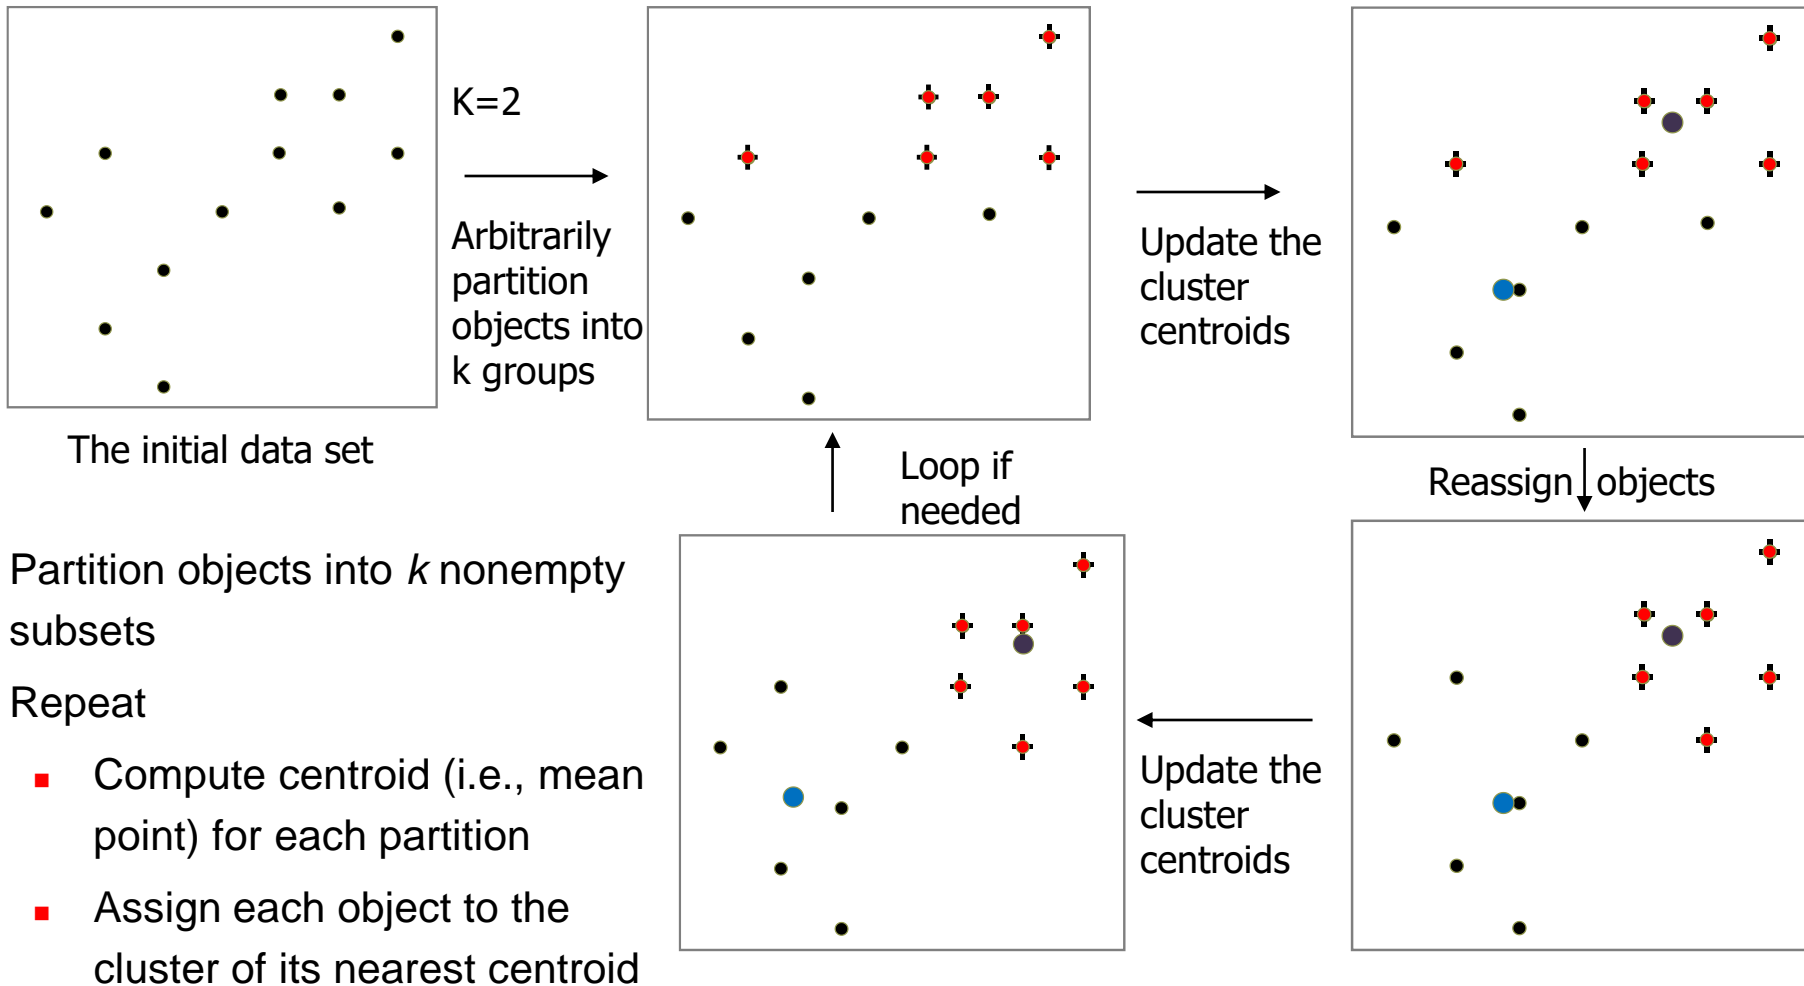 K=2
Arbitrarily
partition
objects into
k groups
Update the
cluster
centroids
The initial data set
Loop if
needed
Reassign objects
Update the
cluster
centroids
Partition objects into k nonempty
subsets
Repeat
Compute centroid (i.e., mean
point) for each partition
Assign each object to the
cluster of its nearest centroid